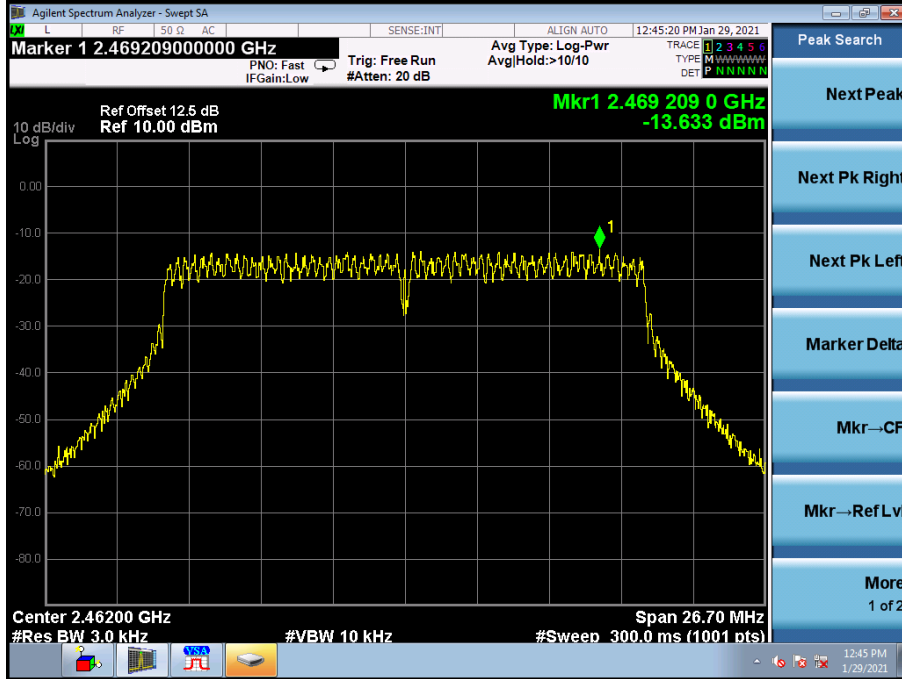 Agilent Spectrum Analyzer - Swept SA
LXI L RF 50 Ω AC SENSE:INT ALIGN AUTO 12:45:20 PM Jan 29, 2021
Marker 1 2.469209000000 GHz
PNO: Fast
IFGain:Low
Trig: Free Run
#Atten: 20 dB
Avg Type: Log-Pwr
Avg|Hold:>10/10
TRACE 1 2 3 4 5 6
TYPE M WWWWW
DET P N N N N N
Ref Offset 12.5 dB
Ref 10.00 dBm
10 dB/div
Log
Mkr1 2.469 209 0 GHz
-13.633 dBm
1
0.00
-10.0
-20.0
-30.0
-40.0
-50.0
-60.0
-70.0
-80.0
Center 2.46200 GHz
Span 26.70 MHz
#Res BW 3.0 kHz
#VBW 10 kHz
#Sweep 300.0 ms (1001 pts)
Peak Search
Next Peak
Next Pk Right
Next Pk Left
Marker Delta
Mkr→CF
Mkr→Ref Lvl
More
1 of 2
VSA
12:45 PM
1/29/2021